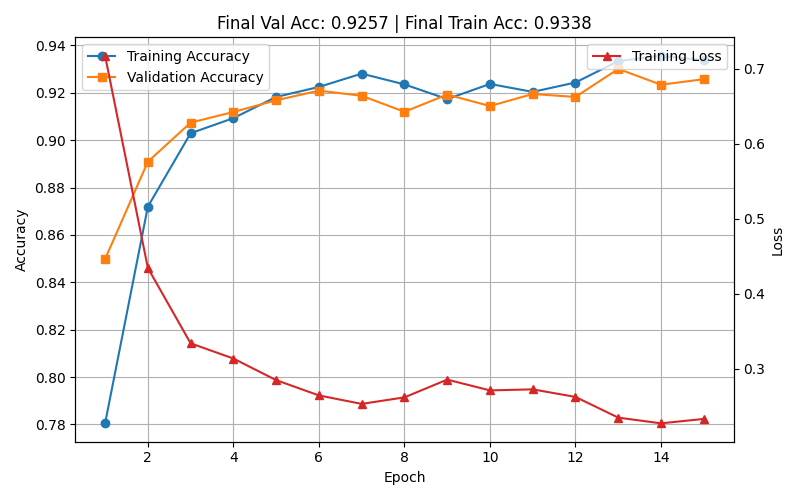 Final Val Acc: 0.9257 | Final Train Acc: 0.9338
Training Accuracy
Validation Accuracy
Training Loss
0.94
0.92
0.90
0.88
0.86
0.84
0.82
0.80
0.78
Accuracy
0.7
0.6
0.5
0.4
0.3
Loss
2 4 6 8 10 12 14
Epoch